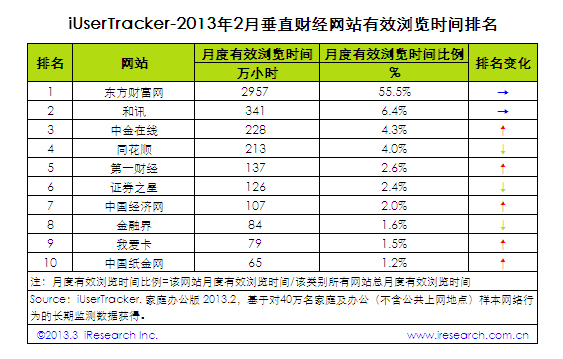 iUserTracker-2013年2月垂直财经网站有效浏览时间排名
排名 网站 月度有效浏览时间 月度有效浏览时间比例 排名变化
万小时 %
1 东方财富网 2957 55.5% →
2 和讯 341 6.4% →
3 中金在线 228 4.3% ↑
4 同花顺 213 4.0% ↓
5 第一财经 137 2.6% ↑
6 证券之星 126 2.4% ↓
7 中国经济网 107 2.0% ↑
8 金融界 84 1.6% ↓
9 我爱卡 79 1.5% ↑
10 中国纸金网 65 1.2% ↑
注：月度有效浏览时间比例=该网站月度有效浏览时间/该类别所有网站总月度有效浏览时间
Source：iUserTracker. 家庭办公版 2013.2，基于对40万名家庭及办公（不含公共上网地点）样本网络行
为的长期监测数据获得。
©2013.3 iResearch Inc. www.iresearch.com.cn